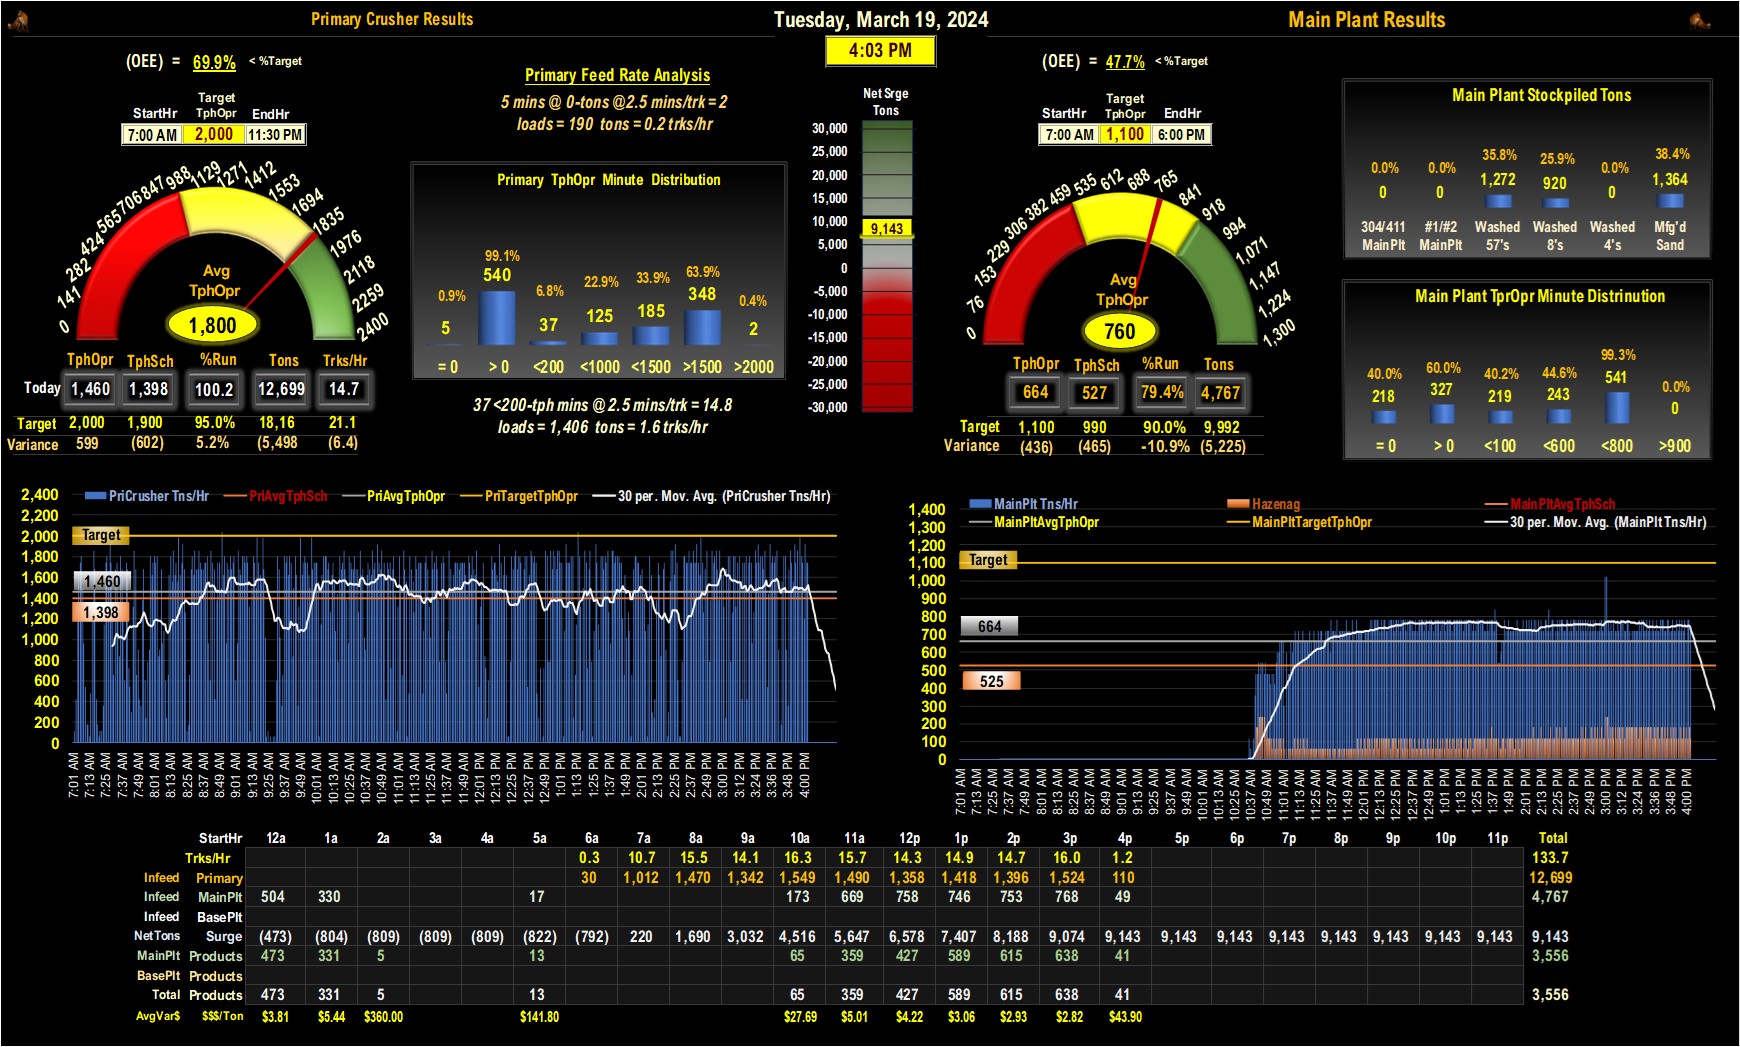 Primary Crusher Results
Tuesday, March 19, 2024
Main Plant Results
4:03 PM
(OEE) = 69.9% < %Target
StartHr Target TphOpr EndHr
7:00 AM 2,000 11:30 PM
0 141 282 424 565 706 847 988 1129 1271 1412 1553 1694 1835 1976 2118 2259 2400
Avg
TphOpr
1,800
TphOpr TphSch %Run Tons Trks/Hr
Today 1,460 1,398 100.2 12,699 14.7
Target 2,000 1,900 95.0% 18,16 21.1
Variance 599 (602) 5.2% (5,498 (6.4)
Primary Feed Rate Analysis
5 mins @ 0-tons @2.5 mins/trk = 2
loads = 190 tons = 0.2 trks/hr
Primary TphOpr Minute Distribution
0.9% 99.1% 6.8% 22.9% 33.9% 63.9% 0.4%
5 540 37 125 185 348 2
= 0 > 0 <200 <1000 <1500 >1500 >2000
37 <200-tph mins @ 2.5 mins/trk = 14.8
loads = 1,406 tons = 1.6 trks/hr
Net Srge
Tons
30,000
25,000
20,000
15,000
10,000
9,143
5,000
0
-5,000
-10,000
-15,000
-20,000
-25,000
-30,000
(OEE) = 47.7% < %Target
StartHr Target TphOpr EndHr
7:00 AM 1,100 6:00 PM
0 76 153 229 306 382 459 535 612 688 765 841 918 994 1,071 1,147 1,224 1,300
Avg
TphOpr
760
TphOpr TphSch %Run Tons
664 527 79.4% 4,767
Target 1,100 990 90.0% 9,992
Variance (436) (465) -10.9% (5,225)
Main Plant Stockpiled Tons
0.0% 0.0% 35.8% 25.9% 0.0% 38.4%
0 0 1,272 920 0 1,364
304/411 #1/#2 Washed Washed Washed Mfg'd
MainPlt MainPlt 57's 8's 4's Sand
Main Plant TprOpr Minute Distrinution
40.0% 60.0% 40.2% 44.6% 99.3% 0.0%
218 327 219 243 541 0
= 0 > 0 <100 <600 <800 >900
PriCrusher Tns/Hr PriAvgTphSch PriAvgTphOpr PriTargetTphOpr 30 per. Mov. Avg. (PriCrusher Tns/Hr)
2,400
2,200
2,000
1,800
1,600
1,400
1,200
1,000
800
600
400
200
0
Target
1,460
1,398
7:01 AM 7:13 AM 7:25 AM 7:37 AM 7:49 AM 8:01 AM 8:13 AM 8:25 AM 8:37 AM 8:49 AM 9:01 AM 9:13 AM 9:25 AM 9:37 AM 9:49 AM 10:01 AM 10:13 AM 10:25 AM 10:37 AM 10:49 AM 11:01 AM 11:13 AM 11:25 AM 11:37 AM 11:49 AM 12:01 PM 12:13 PM 12:25 PM 12:37 PM 12:49 PM 1:01 PM 1:13 PM 1:25 PM 1:37 PM 1:49 PM 2:01 PM 2:13 PM 2:25 PM 2:37 PM 2:49 PM 3:00 PM 3:12 PM 3:24 PM 3:36 PM 3:48 PM 4:00 PM
MainPlt Tns/Hr Hazenag MainPltAvgTphSch
MainPltAvgTphOpr MainPltTargetTphOpr 30 per. Mov. Avg. (MainPlt Tns/Hr)
1,400
1,300
1,200
1,100
1,000
900
800
700
600
500
400
300
200
100
0
Target
664
525
7:01 AM 7:13 AM 7:25 AM 7:37 AM 7:49 AM 8:01 AM 8:13 AM 8:25 AM 8:37 AM 8:49 AM 9:01 AM 9:13 AM 9:25 AM 9:37 AM 9:49 AM 10:01 AM 10:13 AM 10:25 AM 10:37 AM 10:49 AM 11:01 AM 11:13 AM 11:25 AM 11:37 AM 11:49 AM 12:01 PM 12:13 PM 12:25 PM 12:37 PM 12:49 PM 1:01 PM 1:13 PM 1:25 PM 1:37 PM 1:49 PM 2:01 PM 2:13 PM 2:25 PM 2:37 PM 2:49 PM 3:00 PM 3:12 PM 3:24 PM 3:36 PM 3:48 PM 4:00 PM
StartHr 12a 1a 2a 3a 4a 5a 6a 7a 8a 9a 10a 11a 12p 1p 2p 3p 4p 5p 6p 7p 8p 9p 10p 11p Total
Trks/Hr 0.3 10.7 15.5 14.1 16.3 15.7 14.3 14.9 14.7 16.0 1.2 133.7
Infeed Primary 30 1,012 1,470 1,342 1,549 1,490 1,358 1,418 1,396 1,524 110 12,699
Infeed MainPlt 504 330 17 173 669 758 746 753 768 49 4,767
Infeed BasePlt
NetTons Surge (473) (804) (809) (809) (809) (822) (792) 220 1,690 3,032 4,516 5,647 6,578 7,407 8,188 9,074 9,143 9,143 9,143 9,143 9,143 9,143 9,143 9,143 9,143
MainPlt Products 473 331 5 13 65 359 427 589 615 638 41 3,556
BasePlt Products
Total Products 473 331 5 13 65 359 427 589 615 638 41 3,556
AvgVar$ $$$/Ton $3.81 $5.44 $360.00 $141.80 $27.69 $5.01 $4.22 $3.06 $2.93 $2.82 $43.90